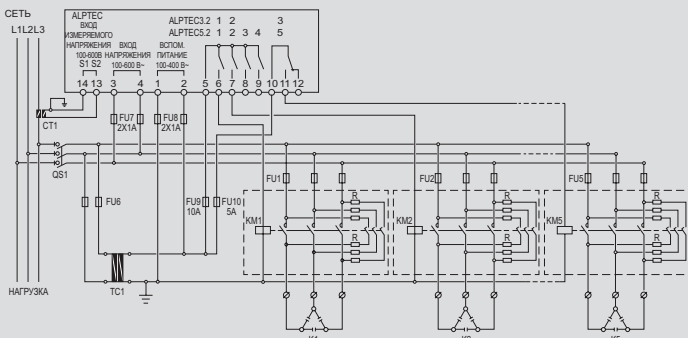 СЕТЬ
L1L2L3
ALPTEC
ВХОД
ИЗМЕРЯЕМОГО
НАПРЯЖЕНИЯ
100-600В
S1 S2
ВХОД
НАПРЯЖЕНИЯ
100-600 В~
ВСПОМ.
ПИТАНИЕ
100-400 В~
ALPTEC3.2 1 2 3
ALPTEC5.2 1 2 3 4 5
14 13 3 4 1 2 5 6 7 8 9 10 11 12
CT1
FU7
2X1A
FU8
2X1A
QS1
FU6
FU9
10A
FU10
5A
FU1
FU2
FU5
KM1
R
R
KM2
R
R
KM5
R
R
НАГРУЗКА
TC1